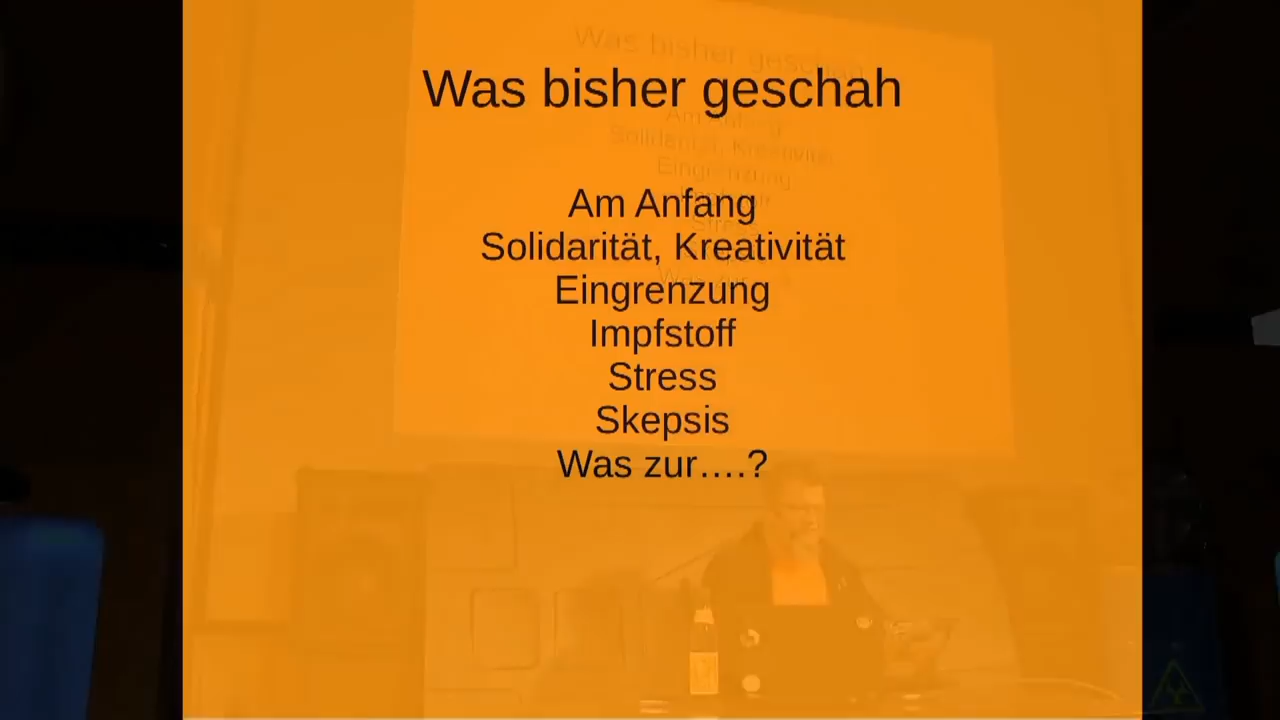 Was bisher geschah
Am Anfang
Solidarität, Kreativität
Eingrenzung
Impfstoff
Stress
Skepsis
Was zur....?